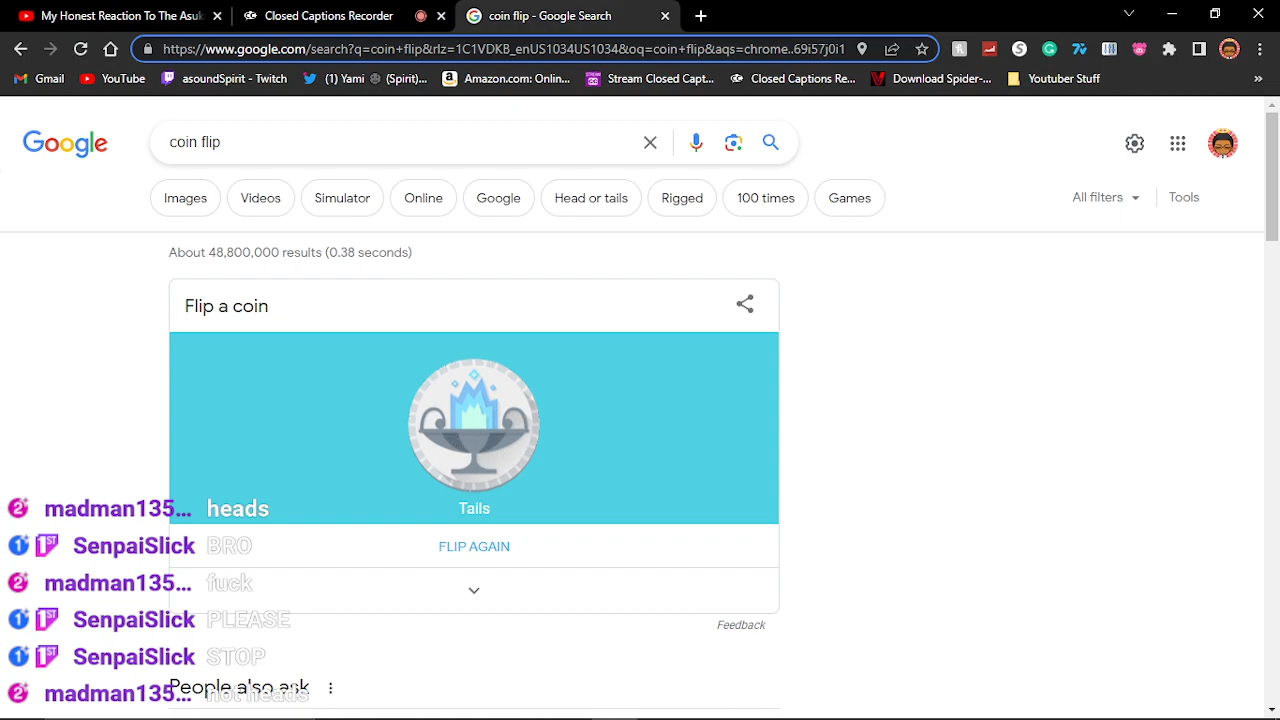 My Honest Reaction To The Asuk
Closed Captions Recorder
coin flip - Google Search
https://www.google.com/search?q=coin+flip&rlz=1C1VDKB_enUS1034US1034&oq=coin+flip&aqs=chrome..69i57j0i1
Gmail
YouTube
asoundSpirit - Twitch
(1) Yami (Spirit)...
Amazon.com: Onlin...
Stream Closed Capt...
Closed Captions Re...
Download Spider-...
Youtuber Stuff
Google
coin flip
Images
Videos
Simulator
Online
Google
Head or tails
Rigged
100 times
Games
All filters
Tools
About 48,800,000 results (0.38 seconds)
Flip a coin
Tails
FLIP AGAIN
Feedback
People also ask
madman135... heads
SenpaiSlick BRO
madman135... fuck
SenpaiSlick PLEASE
SenpaiSlick STOP
madman135... not heads